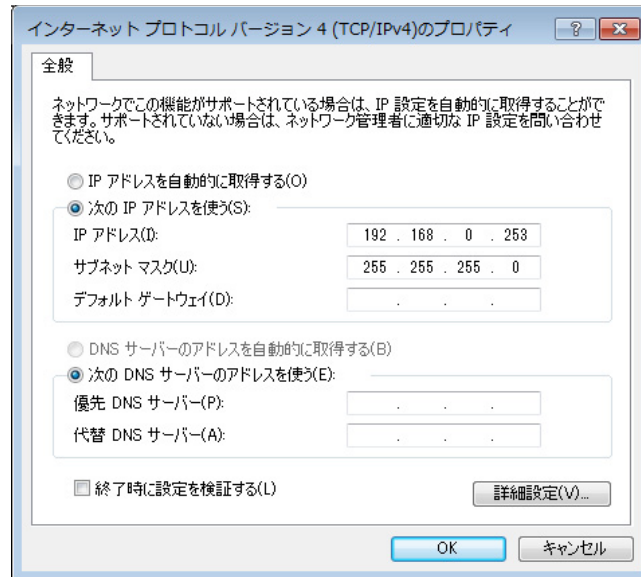 インターネット プロトコル バージョン 4 (TCP/IPv4)のプロパティ
全般
ネットワークでこの機能がサポートされている場合は、IP 設定を自動的に取得することがで
きます。サポートされていない場合は、ネットワーク管理者に適切な IP 設定を問い合わせ
てください。
IP アドレスを自動的に取得する(O)
次の IP アドレスを使う(S):
IP アドレス(I): 192 . 168 . 0 . 253
サブネット マスク(U): 255 . 255 . 255 . 0
デフォルト ゲートウェイ(D): . . .
DNS サーバーのアドレスを自動的に取得する(B)
次の DNS サーバーのアドレスを使う(E):
優先 DNS サーバー(P): . . .
代替 DNS サーバー(A): . . .
終了時に設定を検証する(L)
詳細設定(V)...
OK キャンセル